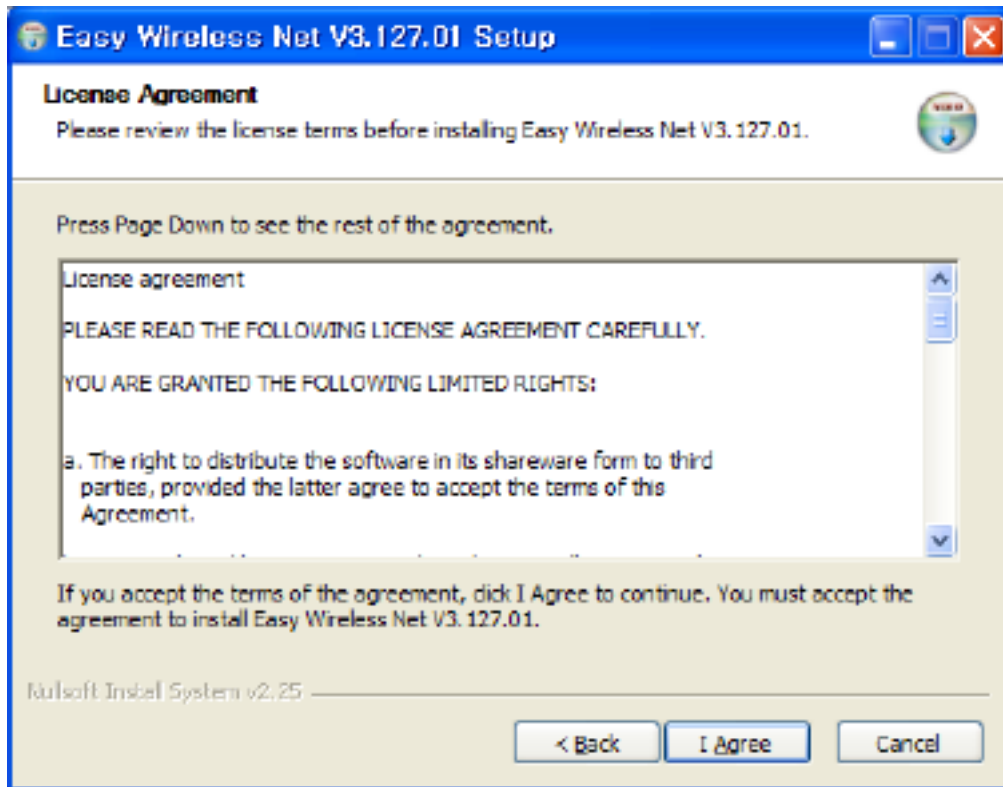 Easy Wireless Net V3.127.01 Setup
License Agreement
Please review the license terms before installing Easy Wireless Net V3.127.01.
Press Page Down to see the rest of the agreement.
License agreement
PLEASE READ THE FOLLOWING LICENSE AGREEMENT CAREFULLY.
YOU ARE GRANTED THE FOLLOWING LIMITED RIGHTS:
a. The right to distribute the software in its shareware form to third
parties, provided the latter agree to accept the terms of this
Agreement.
If you accept the terms of the agreement, click I Agree to continue. You must accept the
agreement to install Easy Wireless Net V3.127.01.
Nullsoft Install System v2.25
< Back
I Agree
Cancel